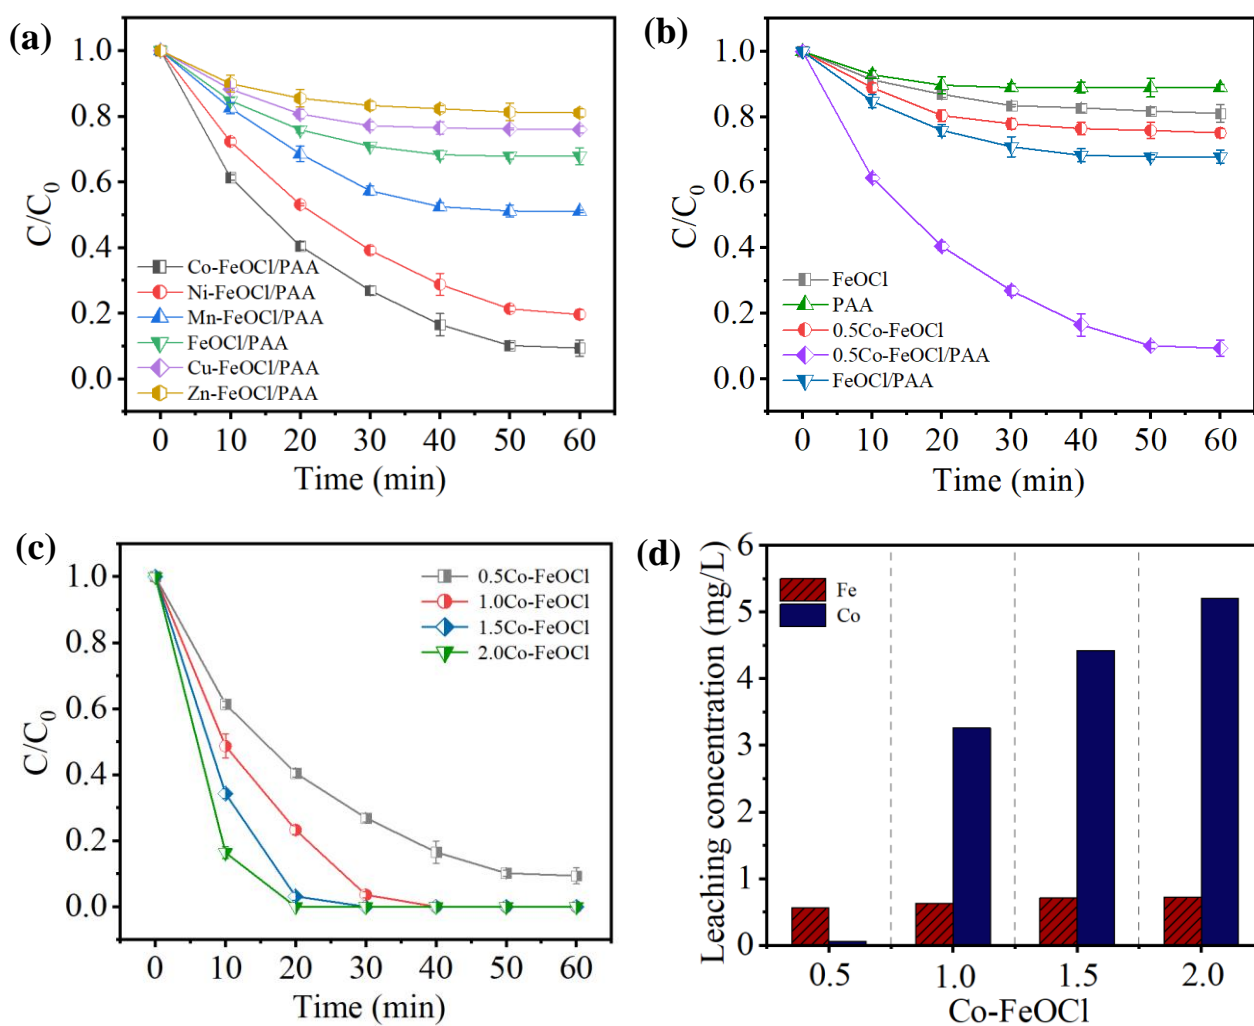 (a)
C/C0
1.0
0.8
0.6
0.4
0.2
0.0
Co-FeOCl/PAA
Ni-FeOCl/PAA
Mn-FeOCl/PAA
FeOCl/PAA
Cu-FeOCl/PAA
Zn-FeOCl/PAA
0 10 20 30 40 50 60
Time (min)
(b)
C/C0
1.0
0.8
0.6
0.4
0.2
0.0
FeOCl
PAA
0.5Co-FeOCl
0.5Co-FeOCl/PAA
FeOCl/PAA
0 10 20 30 40 50 60
Time (min)
(c)
C/C0
1.0
0.8
0.6
0.4
0.2
0.0
0.5Co-FeOCl
1.0Co-FeOCl
1.5Co-FeOCl
2.0Co-FeOCl
0 10 20 30 40 50 60
Time (min)
(d)
Leaching concentration (mg/L)
6
5
4
3
2
1
0
Fe
Co
0.5 1.0 1.5 2.0
Co-FeOCl